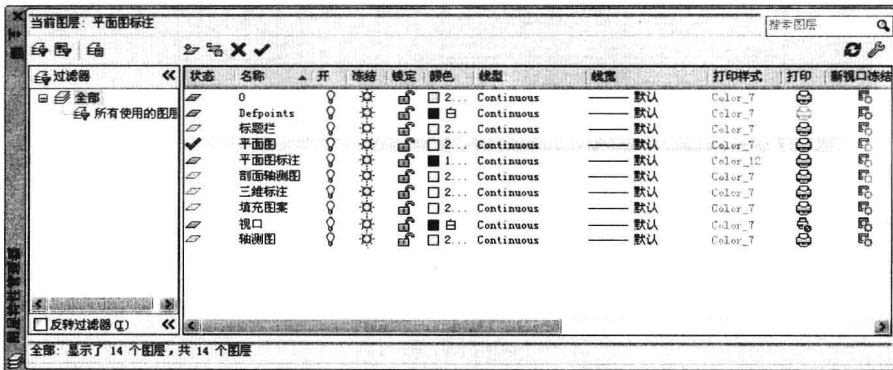 当前图层: 平面图标注
搜索图层
过滤器
全部
所有使用的图层
反转过滤器(I)
状态 名称 开 冻结 锁定 颜色 线型 线宽 打印样式 打印 新视口冻结
0 2... Continuous 默认 Color_7
Defpoints 白 Continuous 默认 Color_7
标题栏 2... Continuous 默认 Color_7
平面图 2... Continuous 默认 Color_7
平面图标注 1... Continuous 默认 Color_12
剖面轴测图 2... Continuous 默认 Color_7
三维标注 2... Continuous 默认 Color_7
填充图案 2... Continuous 默认 Color_7
视口 白 Continuous 默认 Color_7
轴测图 2... Continuous 默认 Color_7
全部: 显示了 14 个图层，共 14 个图层